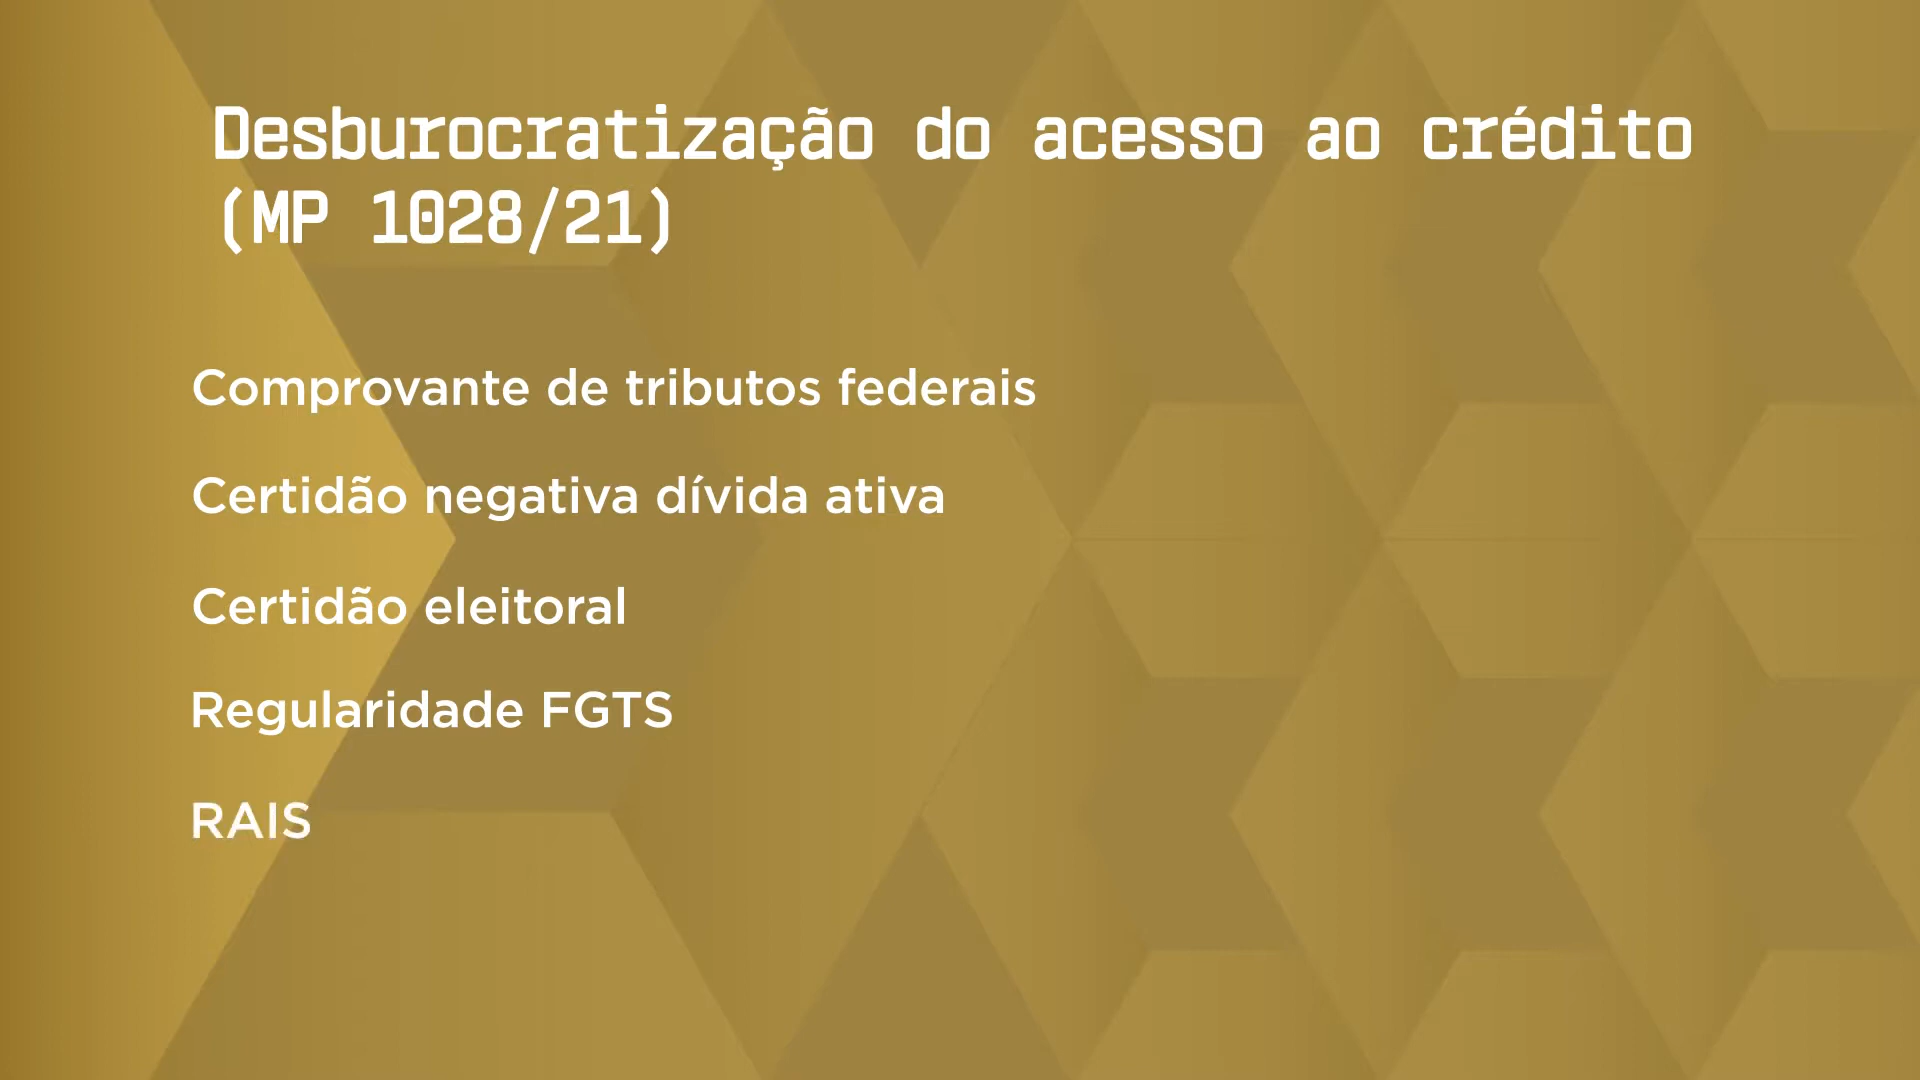 Desburocratização do acesso ao crédito
(MP 1028/21)
Comprovante de tributos federais
Certidão negativa dívida ativa
Certidão eleitoral
Regularidade FGTS
RAIS